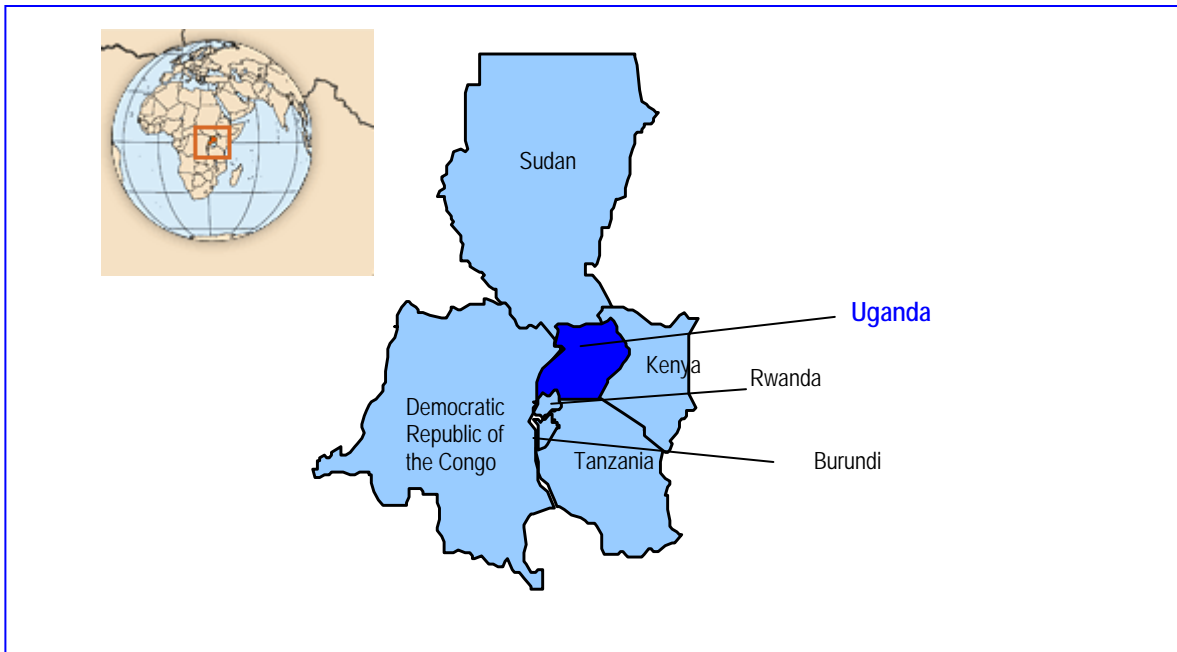 Sudan
Uganda
Kenya
Rwanda
Democratic
Republic of
the Congo
Tanzania
Burundi